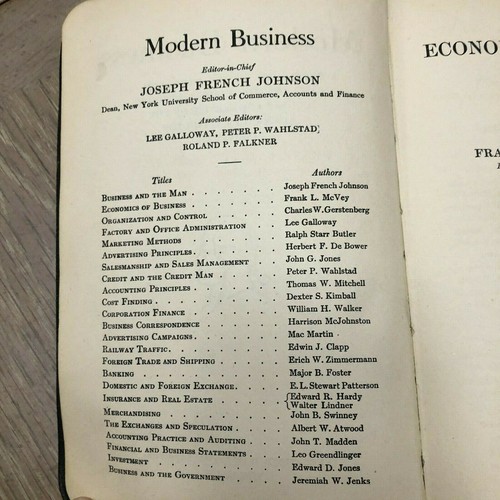 Modern Business
Editor-in-Chief
JOSEPH FRENCH JOHNSON
Dean, New York University School of Commerce, Accounts and Finance
Associate Editors:
LEE GALLOWAY, PETER P. WAHLSTAD,
ROLAND P. FALKNER
Titles Authors
BUSINESS AND THE MAN . . . . . . . Joseph French Johnson
ECONOMICS OF BUSINESS . . . . . . . Frank L. McVey
ORGANIZATION AND CONTROL . . . . . . Charles W. Gerstenberg
FACTORY AND OFFICE ADMINISTRATION . . . Lee Galloway
MARKETING METHODS . . . . . . . . Ralph Starr Butler
ADVERTISING PRINCIPLES . . . . . . . Herbert F. De Bower
SALESMANSHIP AND SALES MANAGEMENT . . . John G. Jones
CREDIT AND THE CREDIT MAN . . . . . . Peter P. Wahlstad
ACCOUNTING PRINCIPLES . . . . . . . Thomas W. Mitchell
COST FINDING . . . . . . . . . . Dexter S. Kimball
CORPORATION FINANCE . . . . . . . William H. Walker
BUSINESS CORRESPONDENCE . . . . . . Harrison McJohnston
ADVERTISING CAMPAIGNS . . . . . . . Mac Martin
RAILWAY TRAFFIC . . . . . . . . . Edwin J. Clapp
FOREIGN TRADE AND SHIPPING . . . . . Erich W. Zimmermann
BANKING . . . . . . . . . . . Major B. Foster
DOMESTIC AND FOREIGN EXCHANGE . . . . E. L. Stewart Patterson
INSURANCE AND REAL ESTATE . . . . . {Edward R. Hardy
{Walter Lindner
MERCHANDISING . . . . . . . . . John B. Swinney
THE EXCHANGES AND SPECULATION . . . . Albert W. Atwood
ACCOUNTING PRACTICE AND AUDITING . . . John T. Madden
FINANCIAL AND BUSINESS STATEMENTS . . . Leo Greendlinger
INVESTMENT . . . . . . . . . . Edward D. Jones
BUSINESS AND THE GOVERNMENT . . . . . Jeremiah W. Jenks
ECONO
FRA